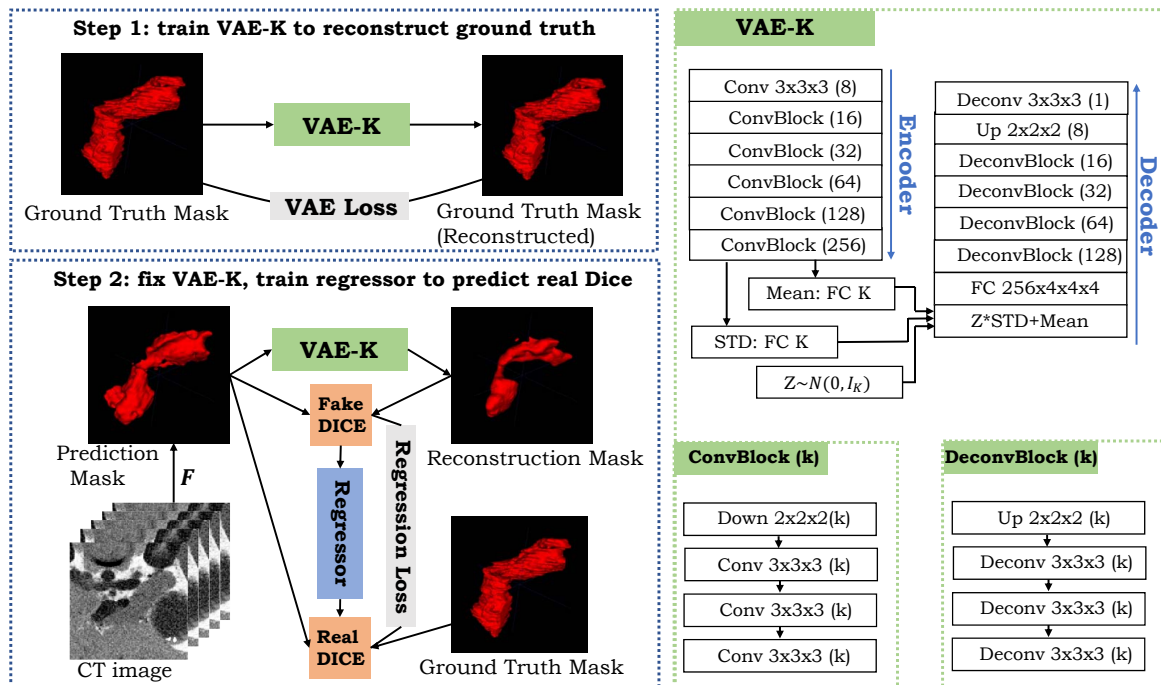 Step 1: train VAE-K to reconstruct ground truth
VAE-K
VAE Loss
Ground Truth Mask
Ground Truth Mask
(Reconstructed)
Step 2: fix VAE-K, train regressor to predict real Dice
VAE-K
Fake
DICE
Prediction
Mask
F
Reconstruction Mask
Regressor
Regression Loss
Real
DICE
CT image
Ground Truth Mask
VAE-K
Conv 3x3x3 (8)
ConvBlock (16)
ConvBlock (32)
ConvBlock (64)
ConvBlock (128)
ConvBlock (256)
Encoder
Mean: FC K
STD: FC K
Z~N(0, I_K)
Deconv 3x3x3 (1)
Up 2x2x2 (8)
DeconvBlock (16)
DeconvBlock (32)
DeconvBlock (64)
DeconvBlock (128)
FC 256x4x4x4
Z*STD+Mean
Decoder
ConvBlock (k)
Down 2x2x2(k)
Conv 3x3x3 (k)
Conv 3x3x3 (k)
Conv 3x3x3 (k)
DeconvBlock (k)
Up 2x2x2 (k)
Deconv 3x3x3 (k)
Deconv 3x3x3 (k)
Deconv 3x3x3 (k)